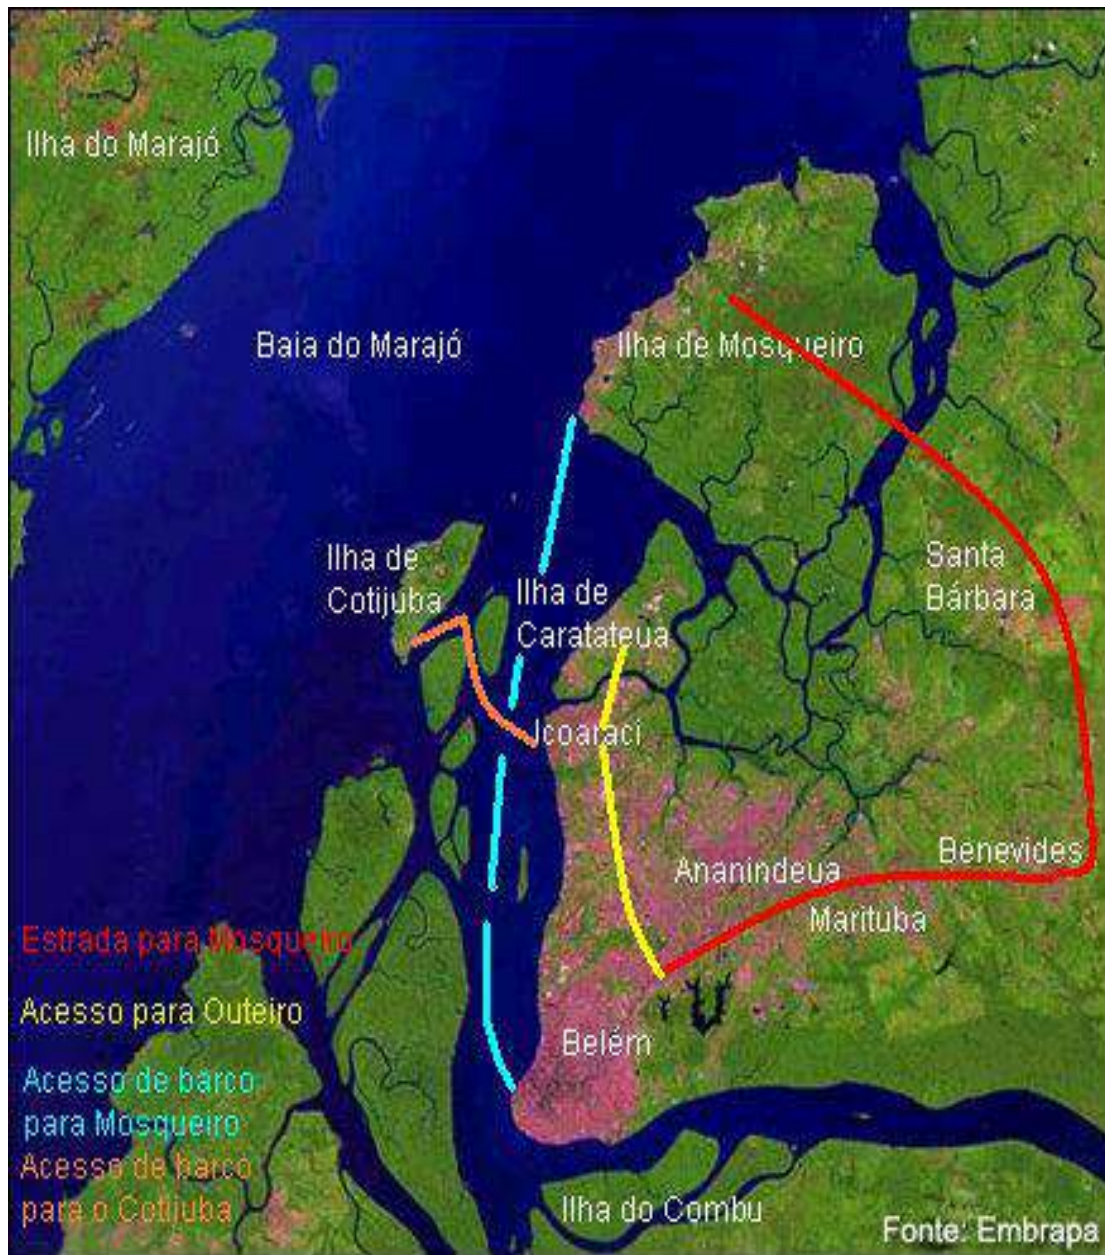 Ilha do Marajó
Baia do Marajó
Ilha de Mosqueiro
Ilha de
Cotijuba
Ilha de
Caratateua
Santa
Bárbara
Icoaraci
Benevides
Ananindeua
Marituba
Estrada para Mosqueiro
Acesso para Outeiro
Belém
Acesso de barco
para Mosqueiro
Acesso de barco
para o Cotijuba
Ilha do Combu
Fonte: Embrapa